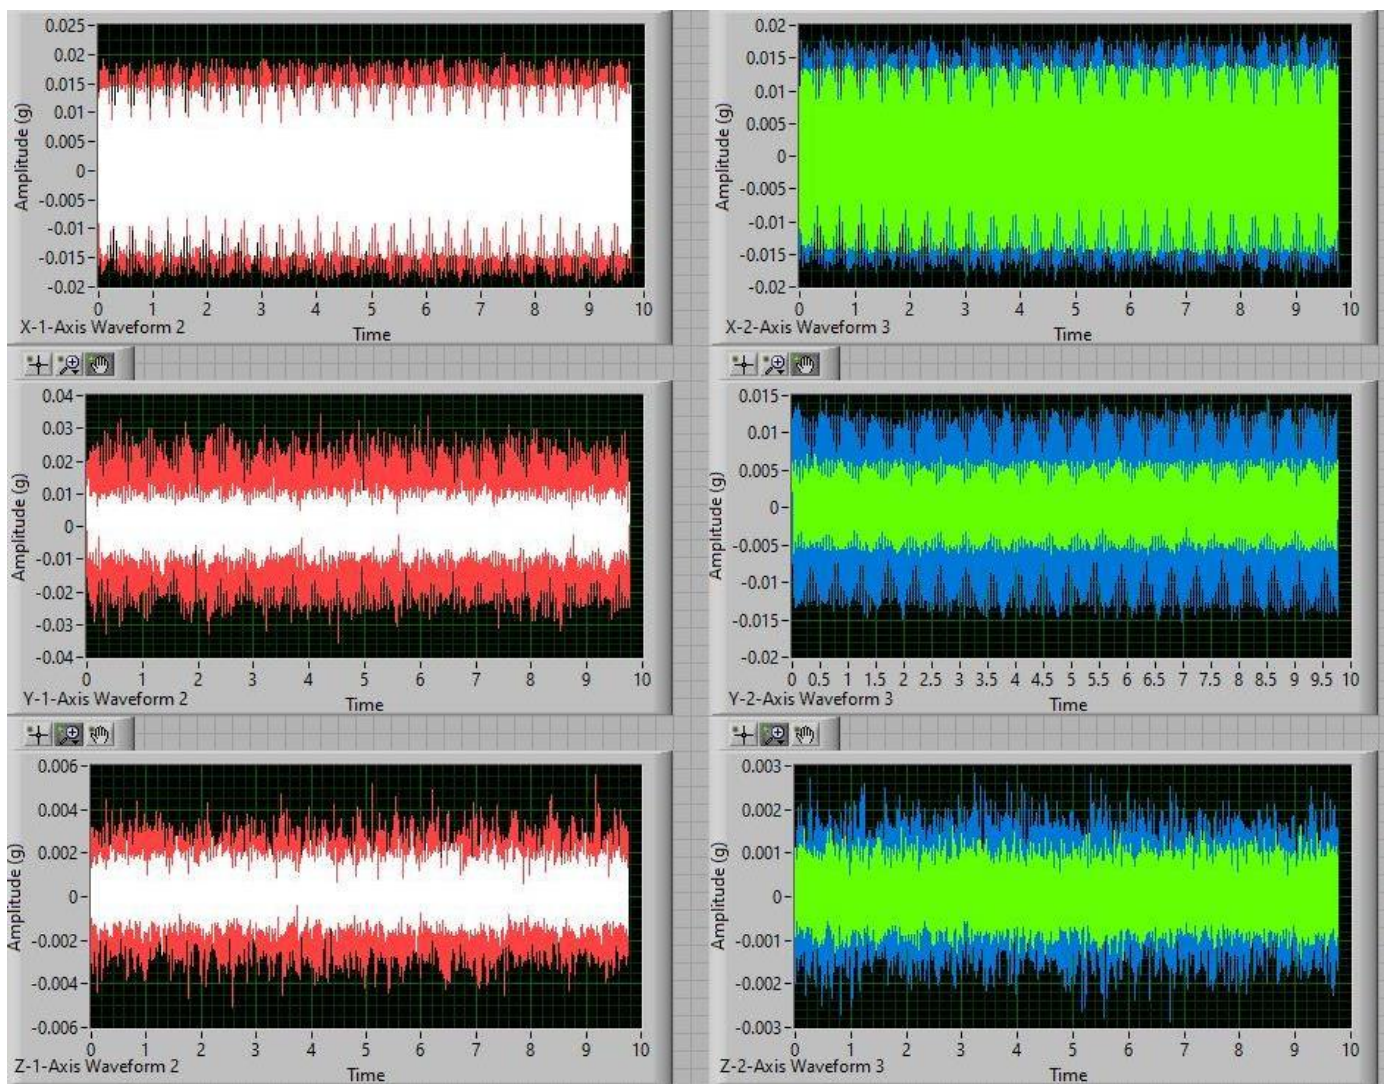 0.025
0.02
0.015
0.01
0.005
0
-0.005
-0.01
-0.015
-0.02
Amplitude (g)
0 1 2 3 4 5 6 7 8 9 10
X-1-Axis Waveform 2
Time
0.02
0.015
0.01
0.005
0
-0.005
-0.01
-0.015
-0.02
Amplitude (g)
0 1 2 3 4 5 6 7 8 9 10
X-2-Axis Waveform 3
Time
0.04
0.03
0.02
0.01
0
-0.01
-0.02
-0.03
-0.04
Amplitude (g)
0 1 2 3 4 5 6 7 8 9 10
Y-1-Axis Waveform 2
Time
0.015
0.01
0.005
0
-0.005
-0.01
-0.015
-0.02
Amplitude (g)
0 0.5 1 1.5 2 2.5 3 3.5 4 4.5 5 5.5 6 6.5 7 7.5 8 8.5 9 9.5 10
Y-2-Axis Waveform 3
Time
0.006
0.004
0.002
0
-0.002
-0.004
-0.006
Amplitude (g)
0 1 2 3 4 5 6 7 8 9 10
Z-1-Axis Waveform 2
Time
0.003
0.002
0.001
0
-0.001
-0.002
-0.003
Amplitude (g)
0 1 2 3 4 5 6 7 8 9 10
Z-2-Axis Waveform 3
Time